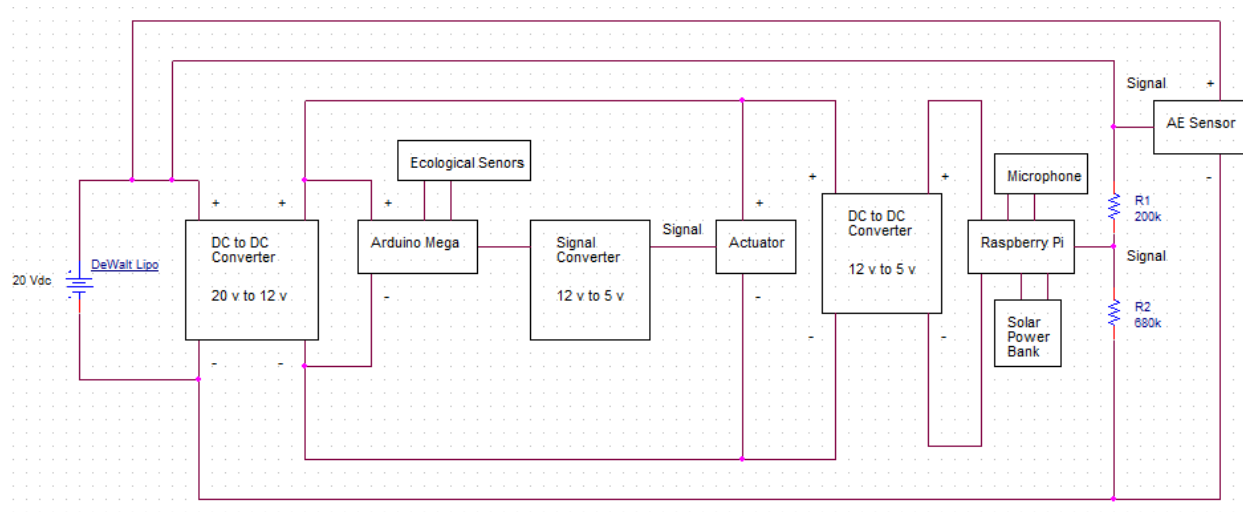 Signal
+
AE Sensor
-
Ecological Senors
Microphone
+
+
+
+
+
+
DC to DC
Converter
20 v to 12 v
Arduino Mega
Signal
Converter
12 v to 5 v
Signal
Actuator
DC to DC
Converter
12 v to 5 v
Raspberry Pi
R1
200k
Signal
DeWalt Lipo
20 Vdc
+
-
-
-
-
-
-
-
Solar
Power
Bank
R2
680k